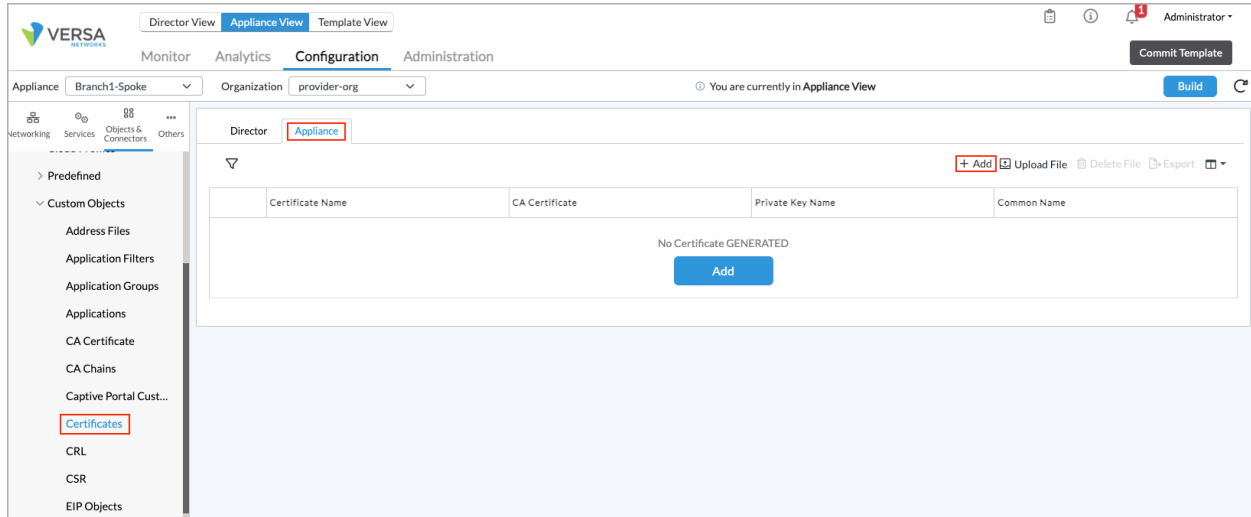 Director View Appliance View Template View
1
Administrator
VERSA
NETWORKS
Monitor Analytics Configuration Administration
Commit Template
Appliance Branch1-Spoke Organization provider-org You are currently in Appliance View Build
Networking Services Objects & Connectors Others
Director Appliance
+ Add Upload File Delete File Export
> Predefined
Custom Objects
Certificate Name CA Certificate Private Key Name Common Name
No Certificate GENERATED
Add
Address Files
Application Filters
Application Groups
Applications
CA Certificate
CA Chains
Captive Portal Cust...
Certificates
CRL
CSR
EIP Objects